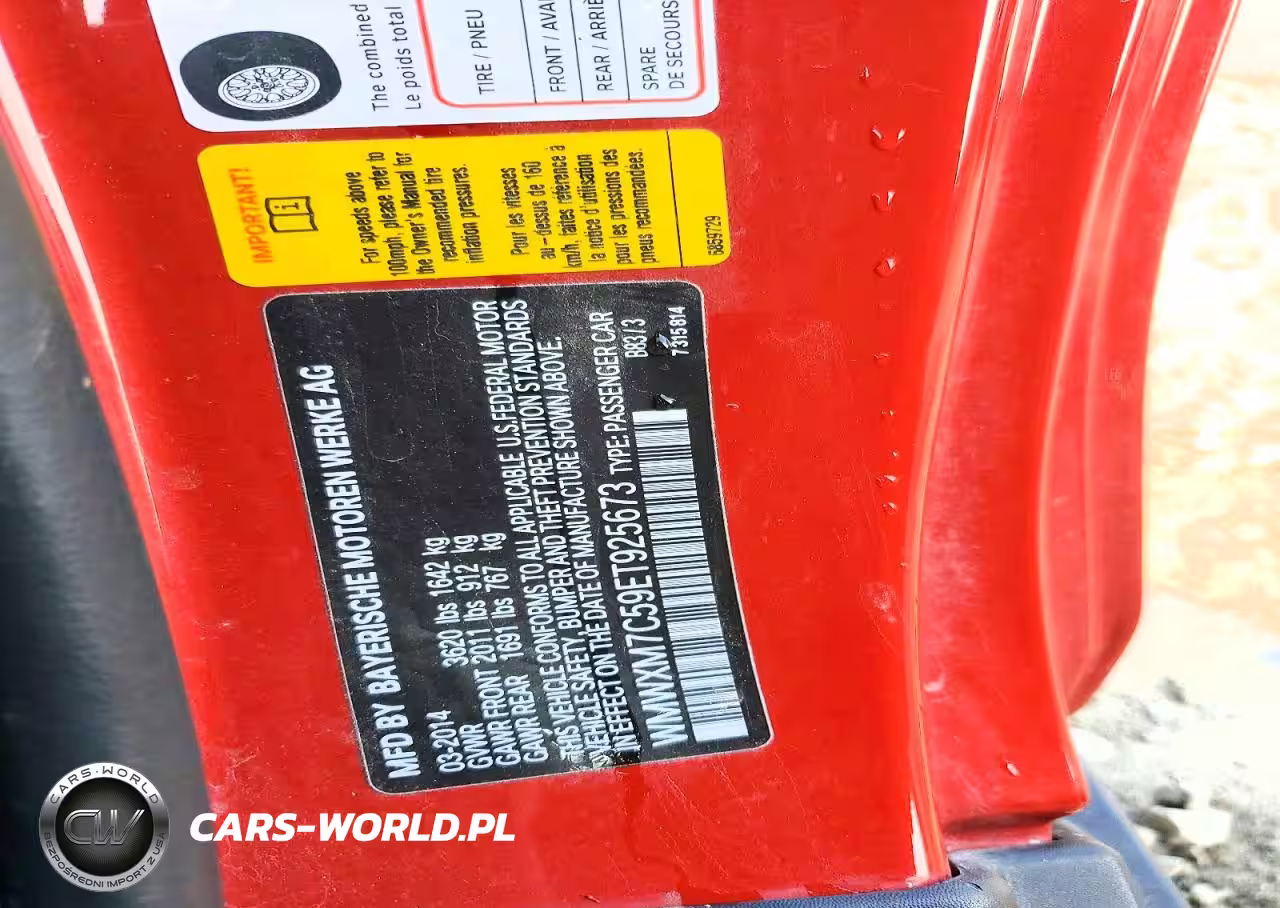 The combined
Le poids total
TIRE / PNEU
FRONT / AVA
REAR / ARRIÈ
SPARE
DE SECOURS
IMPORTANT!
i
For speeds above
100mph, please refer to
the Owner's Manual for
recommended tire
inflation pressures.
Pour les ritesses
au-dessus de 160
km/h, faites référence à
la notice d'utilisation
pour les pressions des
pneus recommandées.
6859729
MFD BY BAYERISCHE MOTOREN WERKE AG
03-2014
GVWR 3620 lbs 1642 kg
GAWR FRONT 2011 lbs 912 kg
GAWR REAR 1691 lbs 767 kg
THIS VEHICLE CONFORMS TO ALL APPLICABLE U.S.FEDERAL MOTOR
VEHICLE SAFETY, BUMPER AND THEFT PREVENTION STANDARDS
IN EFFECT ON THE DATE OF MANUFACTURE SHOWN ABOVE.
WMWXM7C59ET925673 TYPE: PASSENGER CAR
B83/3
7315814
CARS-WORLD
CW
BEZPOŚREDNI IMPORT Z USA
CARS-WORLD.PL